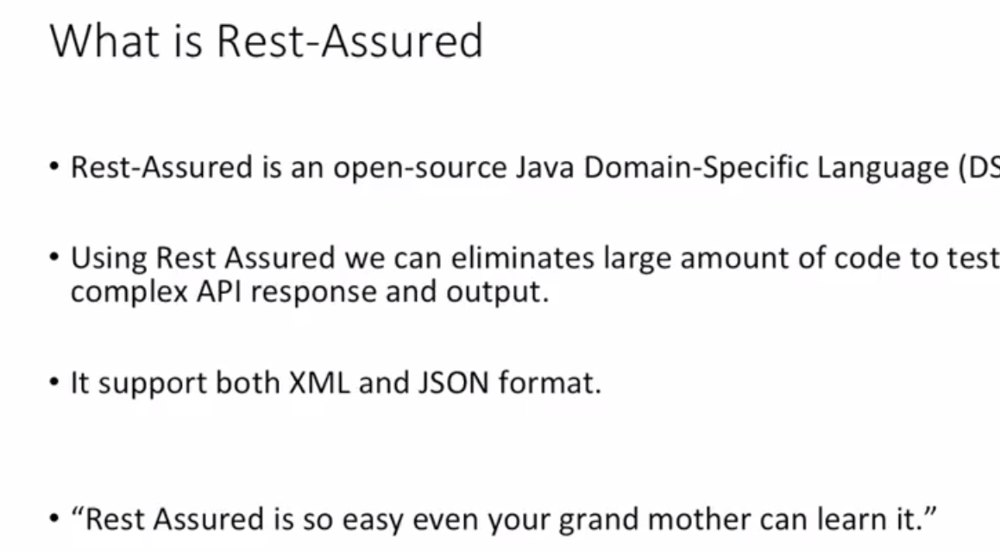 What is Rest-Assured
• Rest-Assured is an open-source Java Domain-Specific Language (DS
• Using Rest Assured we can eliminates large amount of code to test
complex API response and output.
• It support both XML and JSON format.
• “Rest Assured is so easy even your grand mother can learn it.”